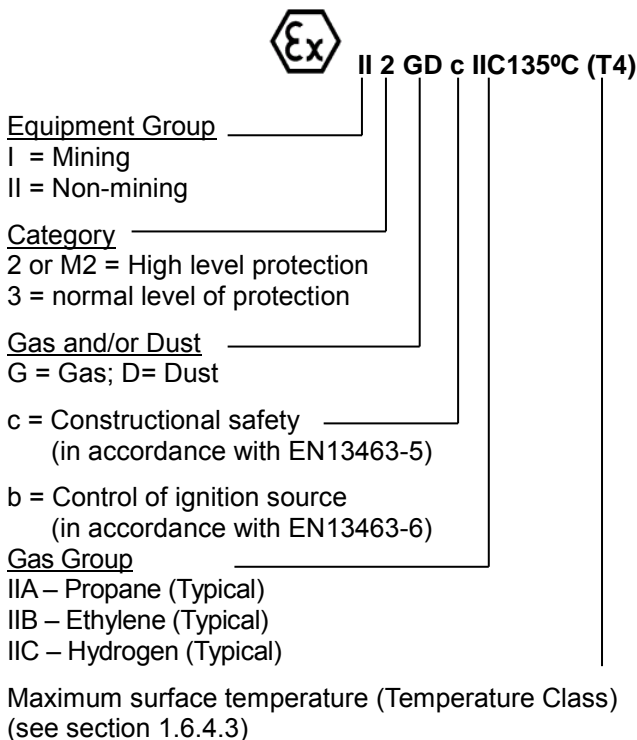 Ex II 2 GD c IIC135ºC (T4)
Equipment Group
I = Mining
II = Non-mining
Category
2 or M2 = High level protection
3 = normal level of protection
Gas and/or Dust
G = Gas; D= Dust
c = Constructional safety
(in accordance with EN13463-5)
b = Control of ignition source
(in accordance with EN13463-6)
Gas Group
IIA – Propane (Typical)
IIB – Ethylene (Typical)
IIC – Hydrogen (Typical)
Maximum surface temperature (Temperature Class)
(see section 1.6.4.3)